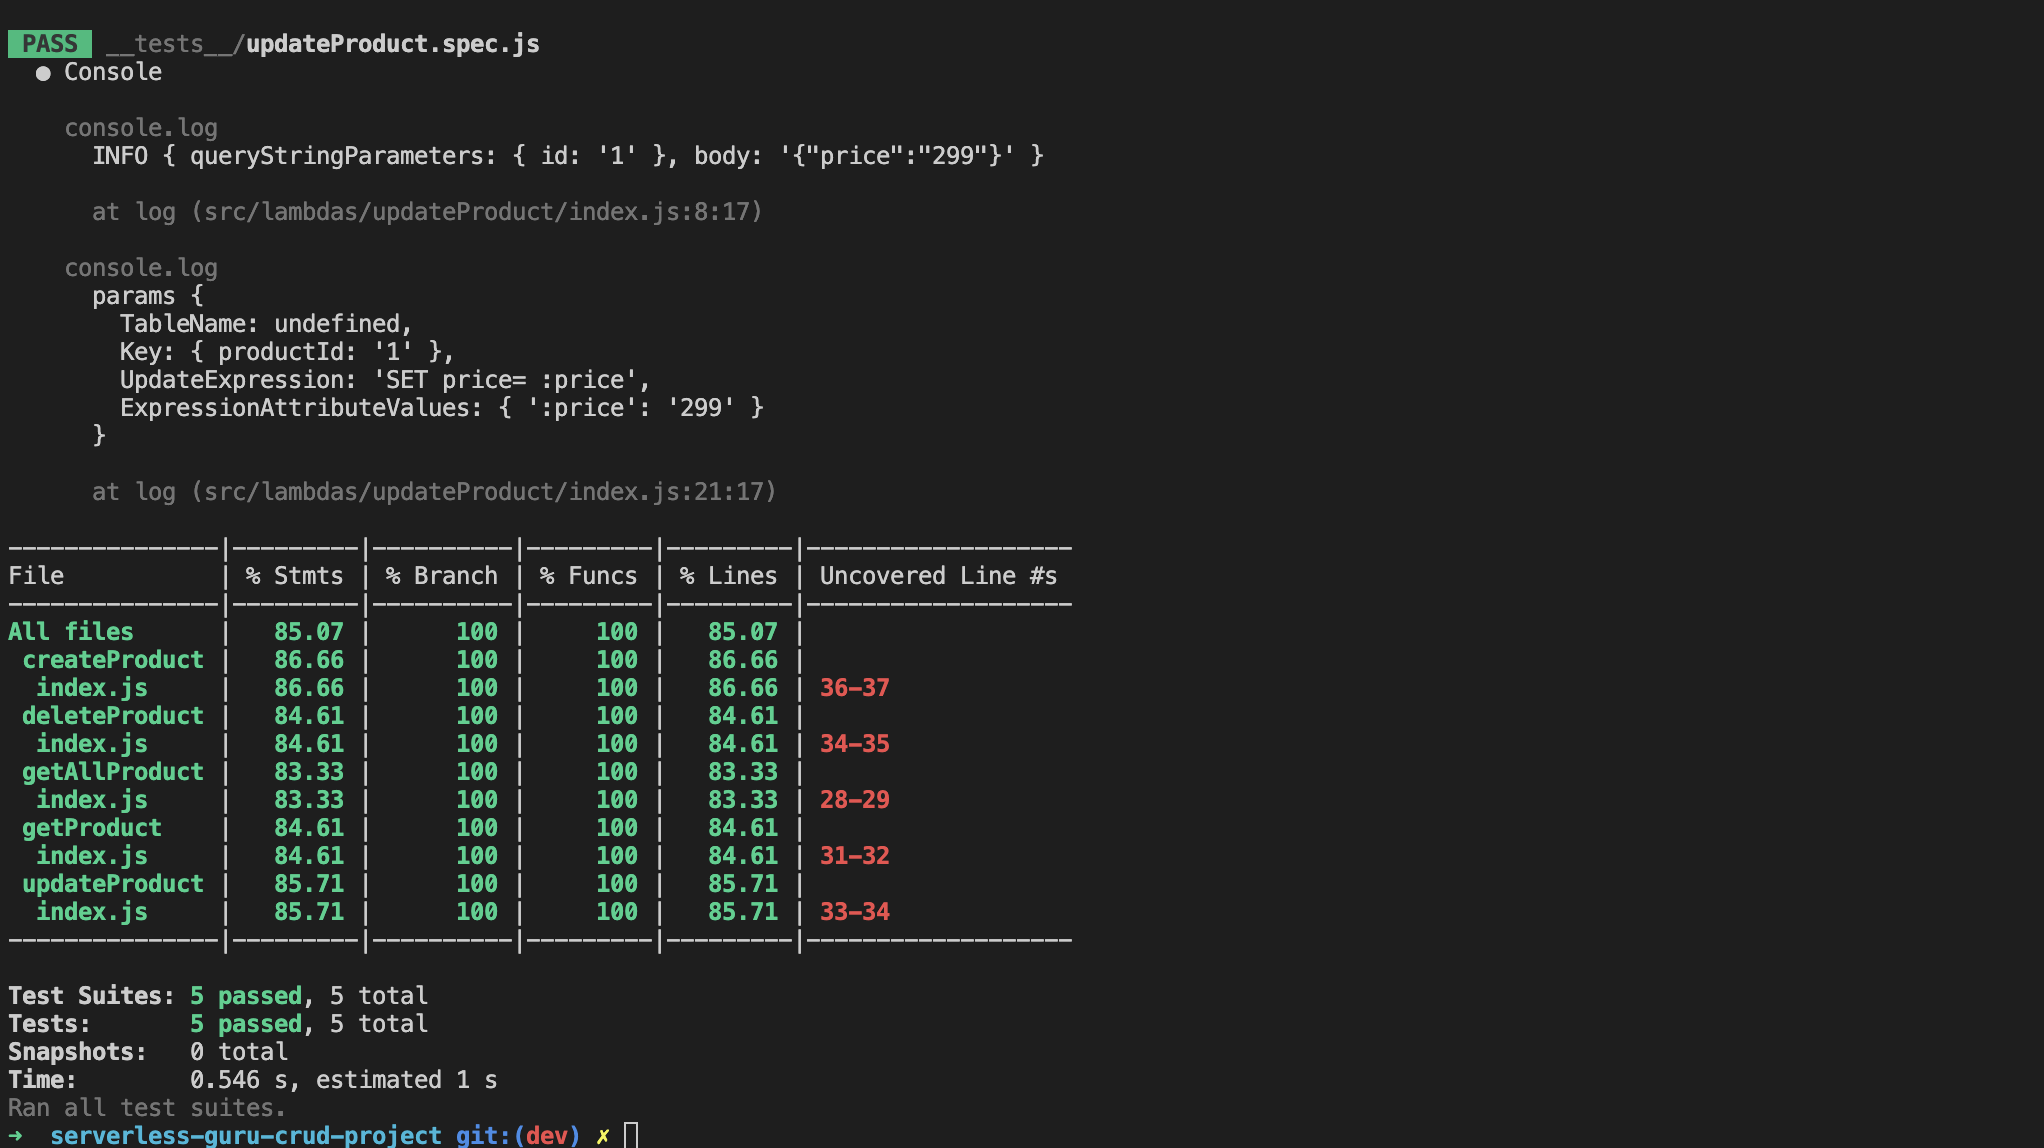 PASS __tests__/updateProduct.spec.js
● Console

console.log
INFO { queryStringParameters: { id: '1' }, body: '{"price":"299"}' }

at log (src/lambdas/updateProduct/index.js:8:17)

console.log
params {
TableName: undefined,
Key: { productId: '1' },
UpdateExpression: 'SET price= :price',
ExpressionAttributeValues: { ':price': '299' }
}

at log (src/lambdas/updateProduct/index.js:21:17)

---------------|---------|----------|---------|---------|-------------------
File | % Stmts | % Branch | % Funcs | % Lines | Uncovered Line #s
---------------|---------|----------|---------|---------|-------------------
All files | 85.07 | 100 | 100 | 85.07 |
createProduct | 86.66 | 100 | 100 | 86.66 |
index.js | 86.66 | 100 | 100 | 86.66 | 36-37
deleteProduct | 84.61 | 100 | 100 | 84.61 |
index.js | 84.61 | 100 | 100 | 84.61 | 34-35
getAllProduct | 83.33 | 100 | 100 | 83.33 |
index.js | 83.33 | 100 | 100 | 83.33 | 28-29
getProduct | 84.61 | 100 | 100 | 84.61 |
index.js | 84.61 | 100 | 100 | 84.61 | 31-32
updateProduct | 85.71 | 100 | 100 | 85.71 |
index.js | 85.71 | 100 | 100 | 85.71 | 33-34
---------------|---------|----------|---------|---------|-------------------

Test Suites: 5 passed, 5 total
Tests: 5 passed, 5 total
Snapshots: 0 total
Time: 0.546 s, estimated 1 s
Ran all test suites.
➜ serverless-guru-crud-project git:(dev) ✗